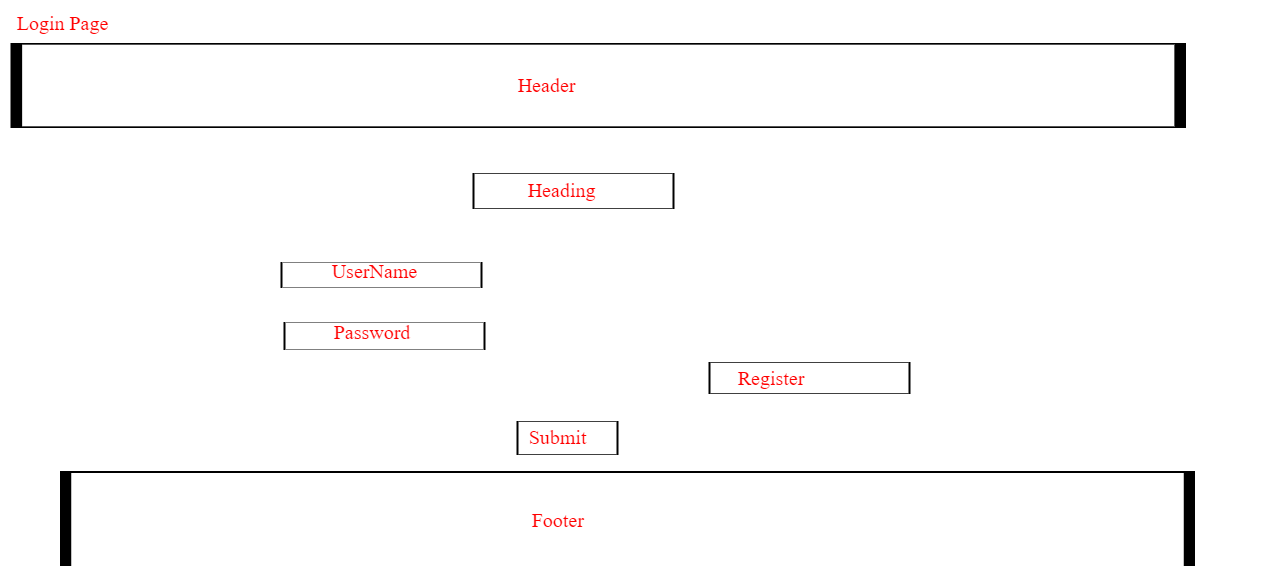 Login Page
Header
Heading
UserName
Password
Register
Submit
Footer